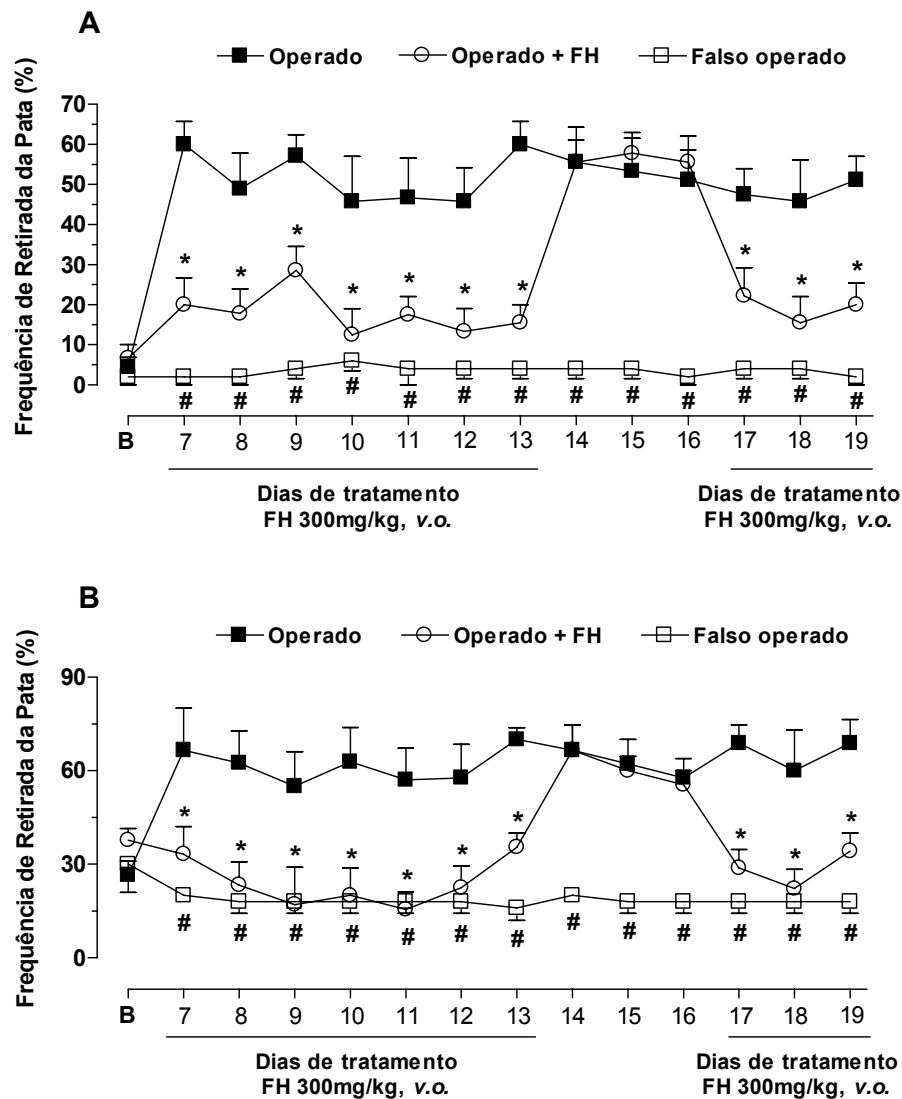 A
Operado Operado + FH Falso operado
Frequência de Retirada da Pata (%)
70
60
50
40
30
20
10
0
* * * * * * * * * *
# # # # # # # # # # # # #
B 7 8 9 10 11 12 13 14 15 16 17 18 19
Dias de tratamento Dias de tratamento
FH 300mg/kg, v.o. FH 300mg/kg, v.o.
B
Operado Operado + FH Falso operado
Frequência de Retirada da Pata (%)
90
60
30
0
* * * * * * * * * *
# # # # # # # # # # # # #
B 7 8 9 10 11 12 13 14 15 16 17 18 19
Dias de tratamento Dias de tratamento
FH 300mg/kg, v.o. FH 300mg/kg, v.o.